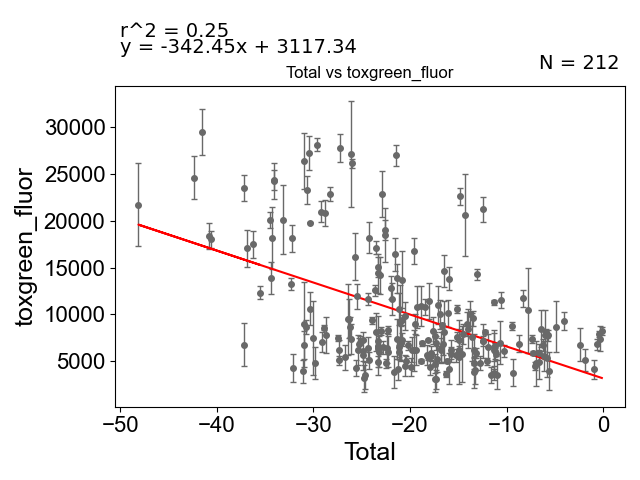 r^2 = 0.25
y = -342.45x + 3117.34
N = 212
Total vs toxgreen_fluor
30000
25000
20000
15000
10000
5000
toxgreen_fluor
−50
−40
−30
−20
−10
0
Total